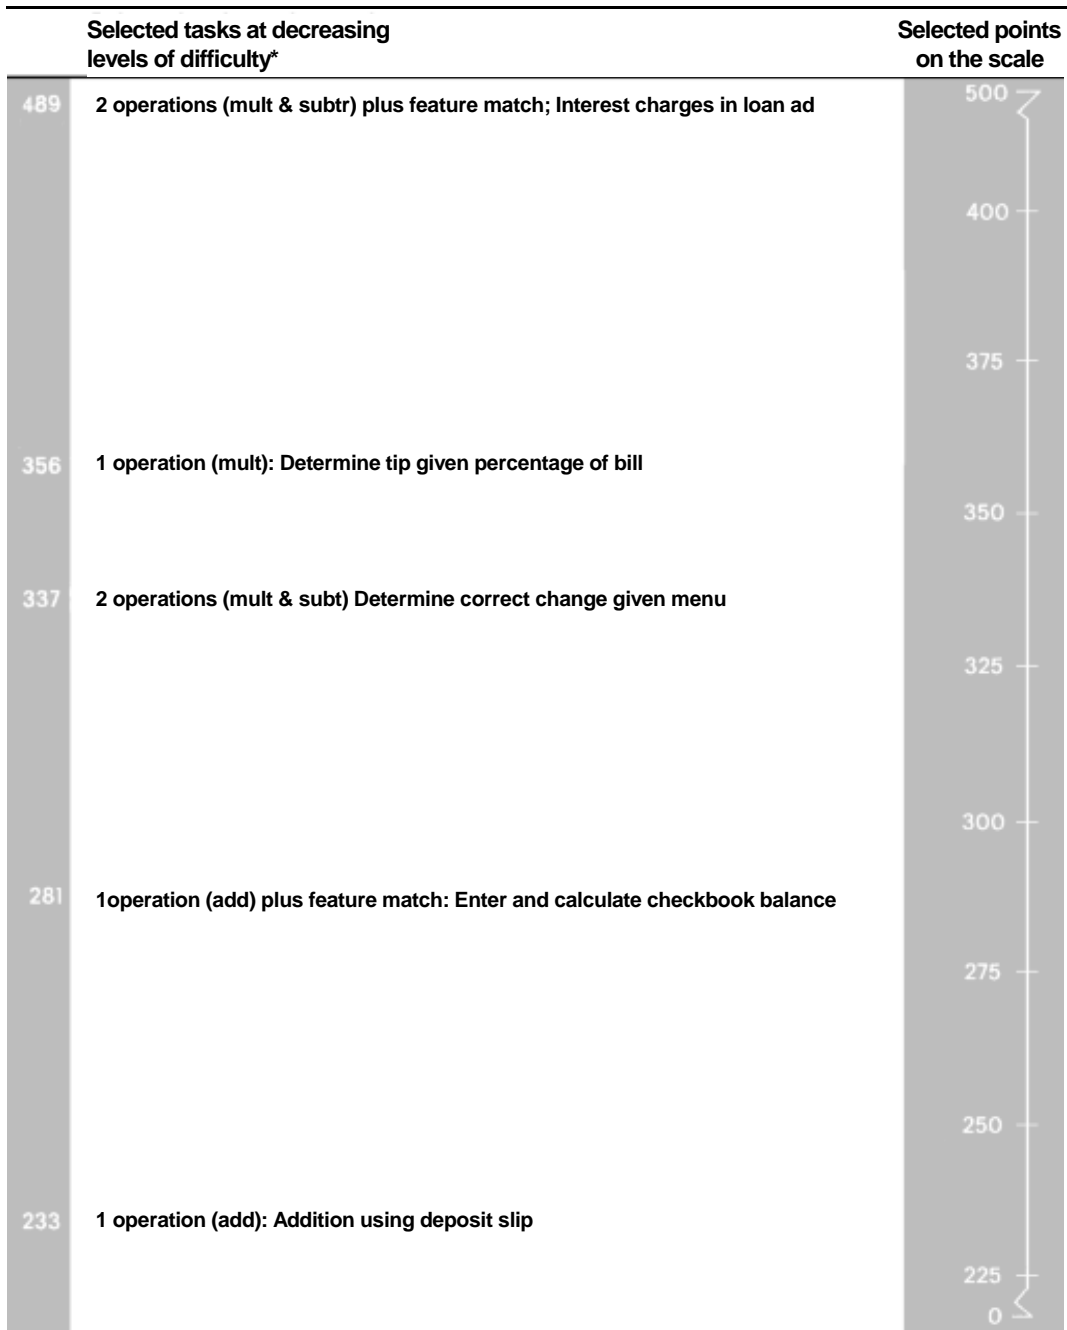 Selected tasks at decreasing
levels of difficulty*
Selected points
on the scale
489 2 operations (mult & subtr) plus feature match; Interest charges in loan ad
500
400
375
356 1 operation (mult): Determine tip given percentage of bill
350
337 2 operations (mult & subt) Determine correct change given menu
325
300
281 1operation (add) plus feature match: Enter and calculate checkbook balance
275
250
233 1 operation (add): Addition using deposit slip
225
0